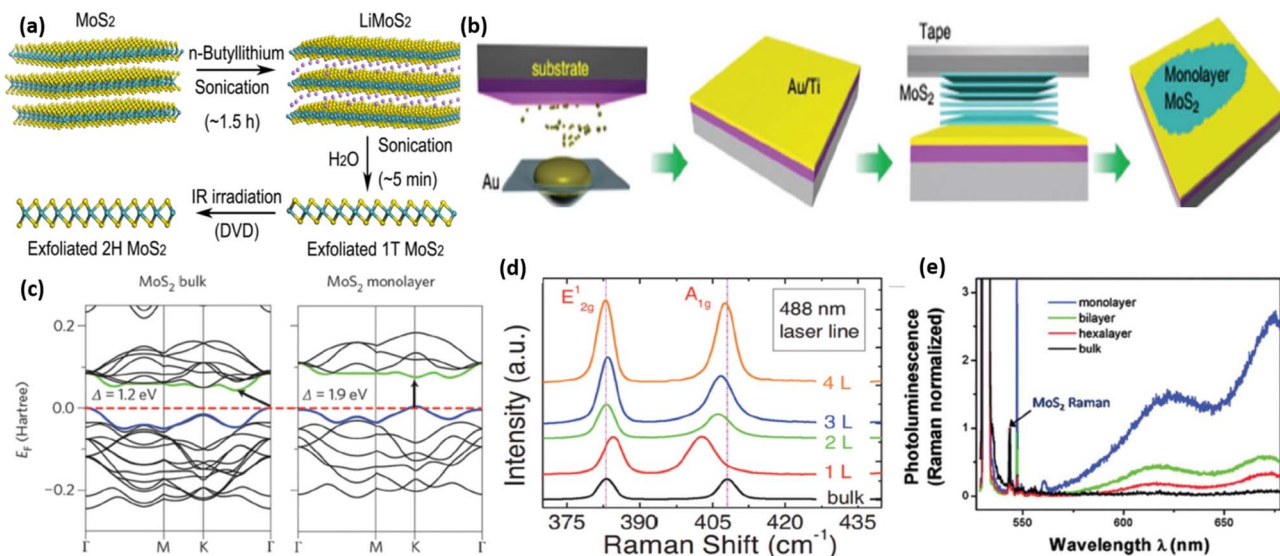 (a)
MoS2
n-Butyllithium
Sonication
(~1.5 h)
LiMoS2
H2O
Sonication
(~5 min)
IR irradiation
(DVD)
Exfoliated 2H MoS2
Exfoliated 1T MoS2
(b)
substrate
Au
Au/Ti
Tape
MoS2
Monolayer
MoS2
(c)
MoS2 bulk
MoS2 monolayer
EF (Hartree)
0.2
0.0
−0.2
Δ = 1.2 eV
Δ = 1.9 eV
Γ M K Γ
Γ M K Γ
(d)
E¹2g
A1g
488 nm
laser line
4 L
3 L
2 L
1 L
bulk
Intensity (a.u.)
375 390 405 420 435
Raman Shift (cm-1)
(e)
Photoluminescence
(Raman normalized)
3
2
1
0
monolayer
bilayer
hexalayer
bulk
MoS2 Raman
550 600 650
Wavelength λ (nm)